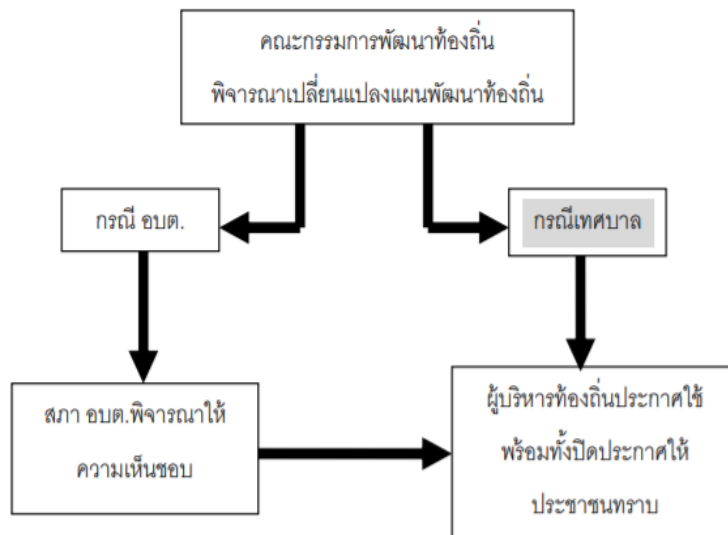 คณะกรรมการพัฒนาท้องถิ่น
พิจารณาเปลี่ยนแปลงแผนพัฒนาท้องถิ่น
กรณี อบต.
กรณีเทศบาล
สภา อบต.พิจารณาให้
ความเห็นชอบ
ผู้บริหารท้องถิ่นประกาศใช้
พร้อมทั้งปิดประกาศให้
ประชาชนทราบ